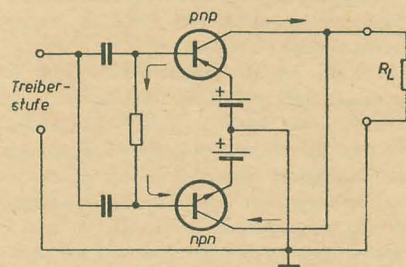 pnp
Treiber-
stufe
+
+
R_L
npn